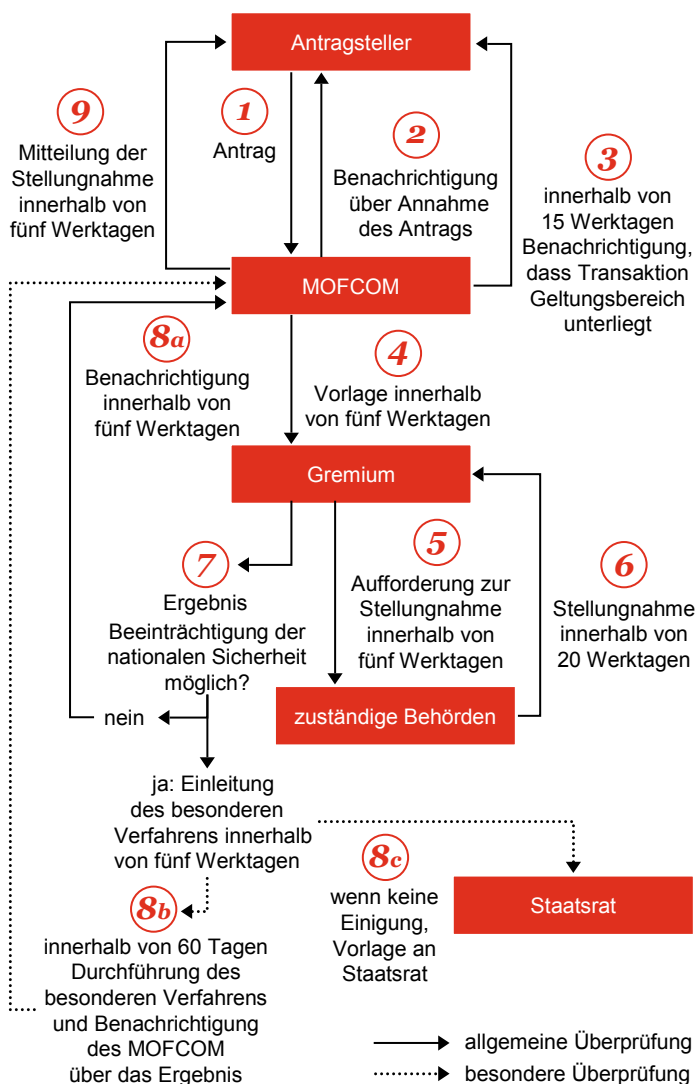 Antragsteller
9
Mitteilung der
Stellungnahme
innerhalb von
fünf Werktagen
1
Antrag
2
Benachrichtigung
über Annahme
des Antrags
3
innerhalb von
15 Werktagen
Benachrichtigung,
dass Transaktion
Geltungsbereich
unterliegt
MOFCOM
8a
Benachrichtigung
innerhalb von
fünf Werktagen
4
Vorlage innerhalb
von fünf Werktagen
Gremium
7
Ergebnis
Beeinträchtigung der
nationalen Sicherheit
möglich?
5
Aufforderung zur
Stellungnahme
innerhalb von
fünf Werktagen
6
Stellungnahme
innerhalb von
20 Werktagen
nein
zuständige Behörden
ja: Einleitung
des besonderen
Verfahrens innerhalb
von fünf Werktagen
8c
wenn keine
Einigung,
Vorlage an
Staatsrat
Staatsrat
8b
innerhalb von 60 Tagen
Durchführung des
besonderen Verfahrens
und Benachrichtigung
des MOFCOM
über das Ergebnis
allgemeine Überprüfung
besondere Überprüfung